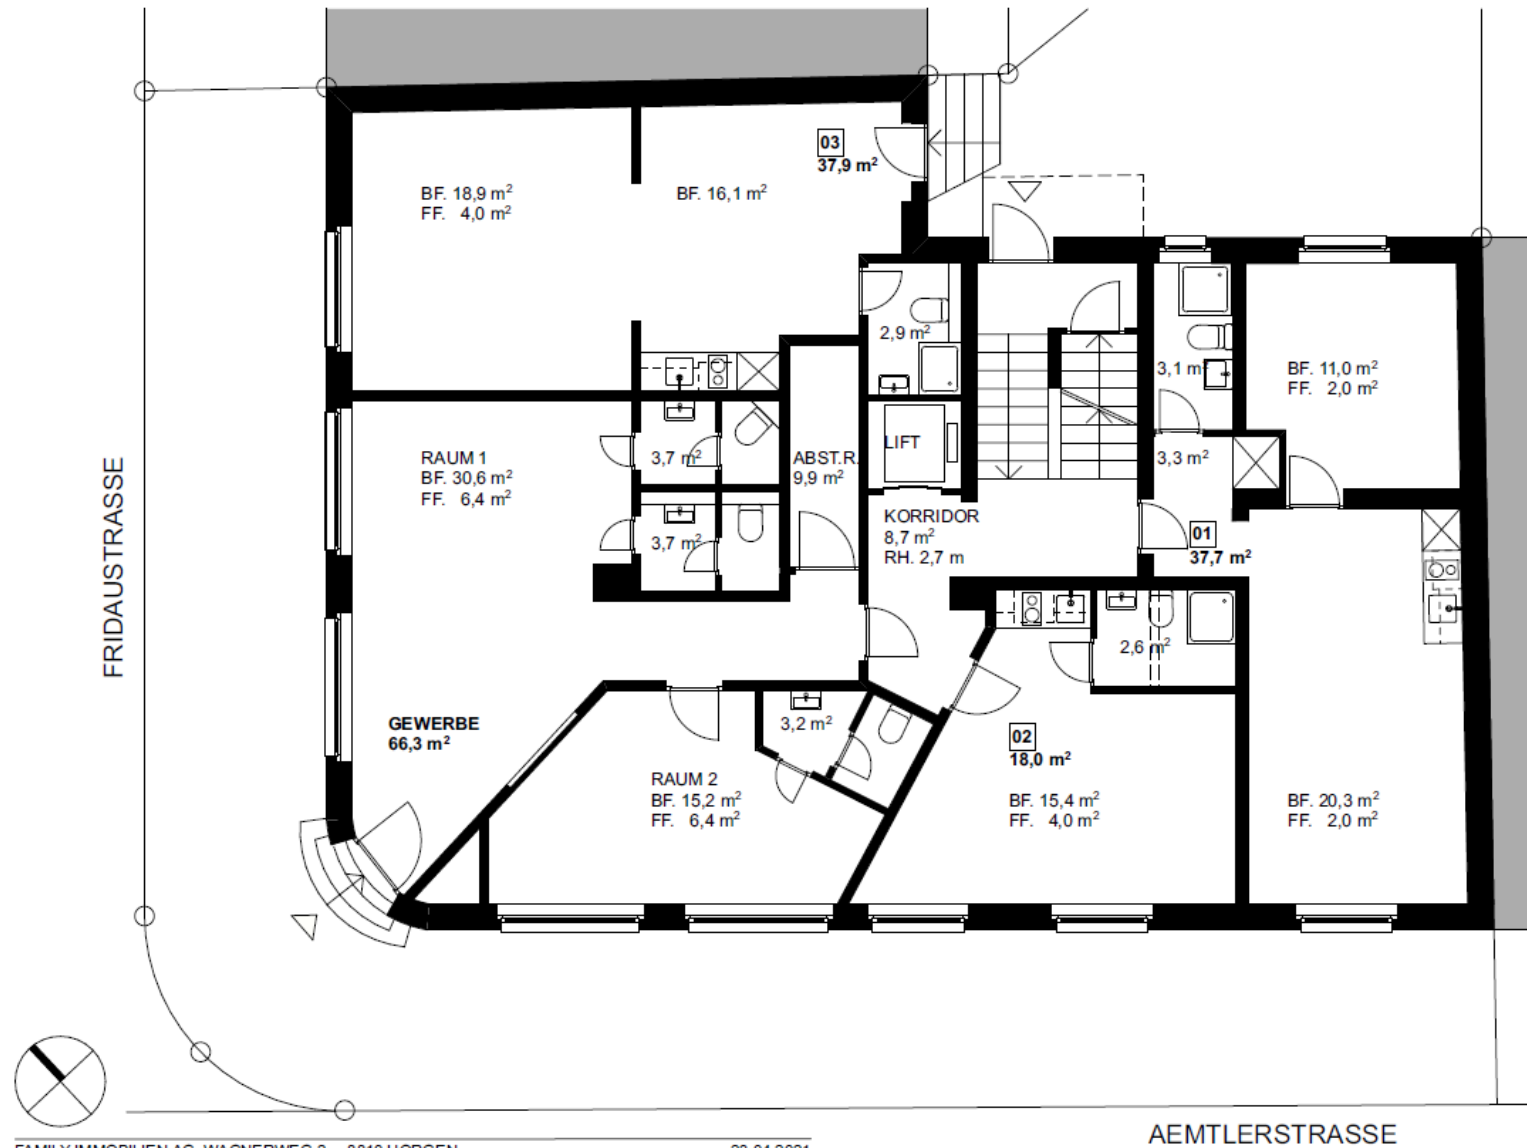 03
37,9 m²
BF. 18,9 m²
FF. 4,0 m²
BF. 16,1 m²
2,9 m²
3,1 m²
BF. 11,0 m²
FF. 2,0 m²
RAUM 1
BF. 30,6 m²
FF. 6,4 m²
3,7 m²
ABST.R.
9,9 m²
LIFT
3,3 m²
3,7 m²
KORRIDOR
8,7 m²
RH. 2,7 m
01
37,7 m²
FRIDAUSTRASSE
2,6 m²
GEWERBE
66,3 m²
3,2 m²
02
18,0 m²
RAUM 2
BF. 15,2 m²
FF. 6,4 m²
BF. 15,4 m²
FF. 4,0 m²
BF. 20,3 m²
FF. 2,0 m²
AEMTLERSTRASSE